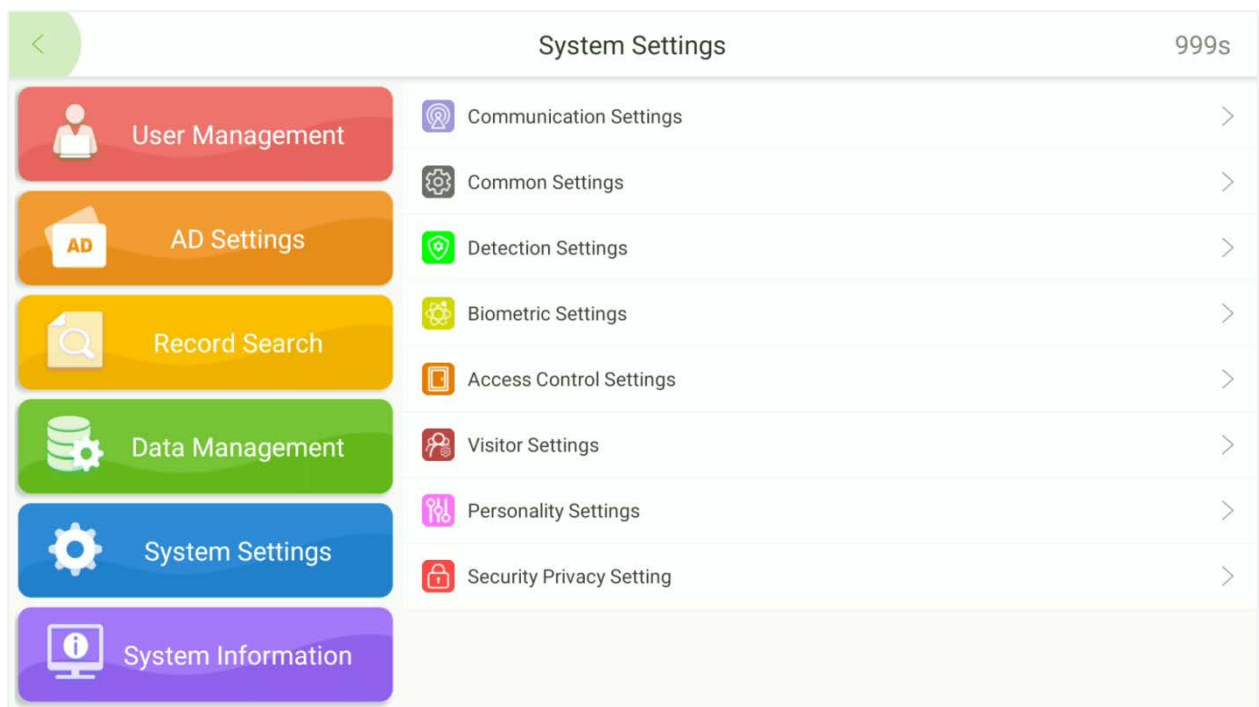 System Settings
999s
User Management
AD
AD Settings
Record Search
Data Management
System Settings
System Information
Communication Settings
Common Settings
Detection Settings
Biometric Settings
Access Control Settings
Visitor Settings
Personality Settings
Security Privacy Setting